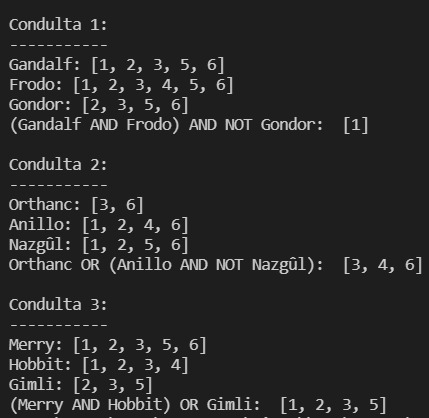 Condulta 1:
-----------
Gandalf: [1, 2, 3, 5, 6]
Frodo: [1, 2, 3, 4, 5, 6]
Gondor: [2, 3, 5, 6]
(Gandalf AND Frodo) AND NOT Gondor:  [1]
Condulta 2:
-----------
Orthanc: [3, 6]
Anillo: [1, 2, 4, 6]
Nazgûl: [1, 2, 5, 6]
Orthanc OR (Anillo AND NOT Nazgûl):  [3, 4, 6]
Condulta 3:
-----------
Merry: [1, 2, 3, 5, 6]
Hobbit: [1, 2, 3, 4]
Gimli: [2, 3, 5]
(Merry AND Hobbit) OR Gimli:  [1, 2, 3, 5]